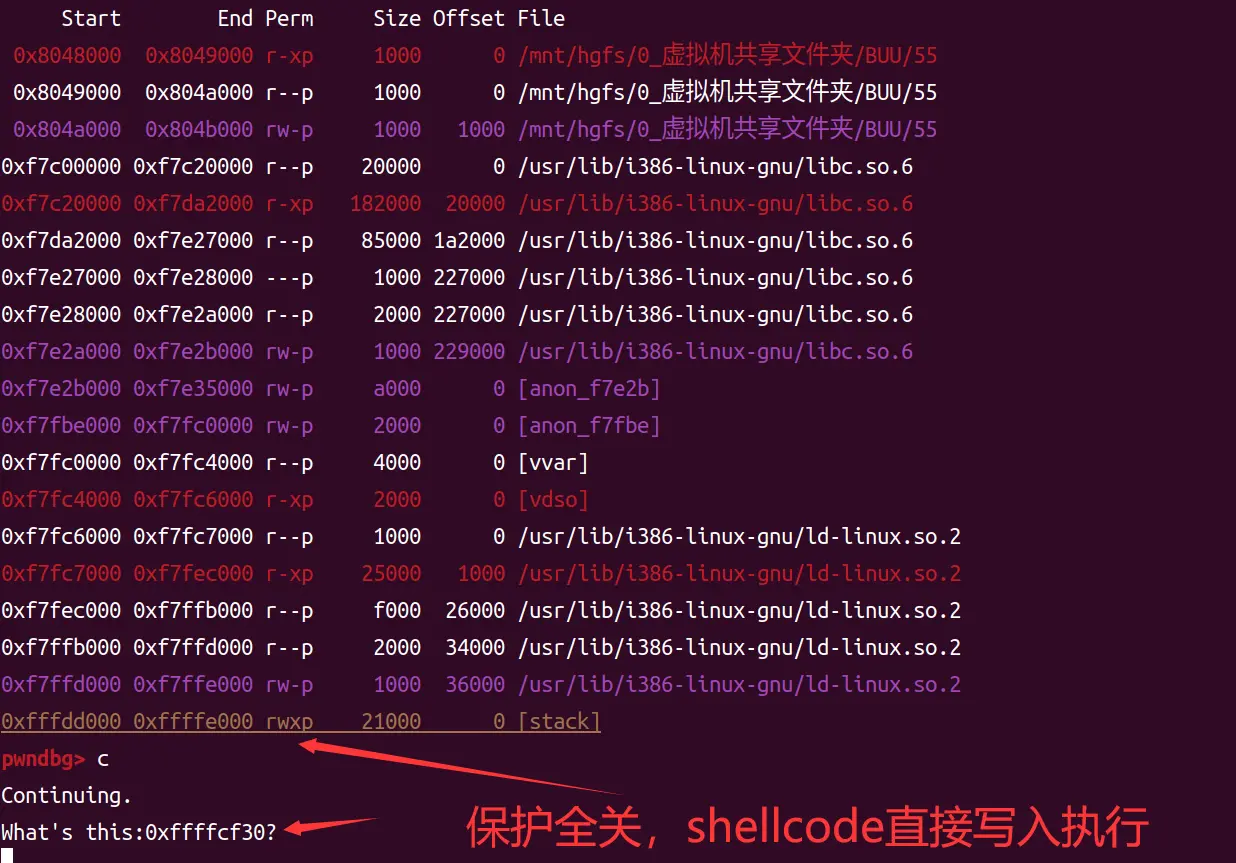 Start End Perm Size Offset File
0x8048000 0x8049000 r-xp 1000 0 /mnt/hgfs/0_虚拟机共享文件夹/BUU/55
0x8049000 0x804a000 r--p 1000 0 /mnt/hgfs/0_虚拟机共享文件夹/BUU/55
0x804a000 0x804b000 rw-p 1000 1000 /mnt/hgfs/0_虚拟机共享文件夹/BUU/55
0xf7c00000 0xf7c20000 r--p 20000 0 /usr/lib/i386-linux-gnu/libc.so.6
0xf7c20000 0xf7da2000 r-xp 182000 20000 /usr/lib/i386-linux-gnu/libc.so.6
0xf7da2000 0xf7e27000 r--p 85000 1a2000 /usr/lib/i386-linux-gnu/libc.so.6
0xf7e27000 0xf7e28000 ---p 1000 227000 /usr/lib/i386-linux-gnu/libc.so.6
0xf7e28000 0xf7e2a000 r--p 2000 227000 /usr/lib/i386-linux-gnu/libc.so.6
0xf7e2a000 0xf7e2b000 rw-p 1000 229000 /usr/lib/i386-linux-gnu/libc.so.6
0xf7e2b000 0xf7e35000 rw-p a000 0 [anon_f7e2b]
0xf7fbe000 0xf7fc0000 rw-p 2000 0 [anon_f7fbe]
0xf7fc0000 0xf7fc4000 r--p 4000 0 [vvar]
0xf7fc4000 0xf7fc6000 r-xp 2000 0 [vdso]
0xf7fc6000 0xf7fc7000 r--p 1000 0 /usr/lib/i386-linux-gnu/ld-linux.so.2
0xf7fc7000 0xf7fec000 r-xp 25000 1000 /usr/lib/i386-linux-gnu/ld-linux.so.2
0xf7fec000 0xf7ffb000 r--p f000 26000 /usr/lib/i386-linux-gnu/ld-linux.so.2
0xf7ffb000 0xf7ffd000 r--p 2000 34000 /usr/lib/i386-linux-gnu/ld-linux.so.2
0xf7ffd000 0xf7ffe000 rw-p 1000 36000 /usr/lib/i386-linux-gnu/ld-linux.so.2
0xfffdd000 0xffffe000 rwxp 21000 0 [stack]
pwndbg> c
Continuing.
What's this:0xffffcf30?
保护全关，shellcode直接写入执行